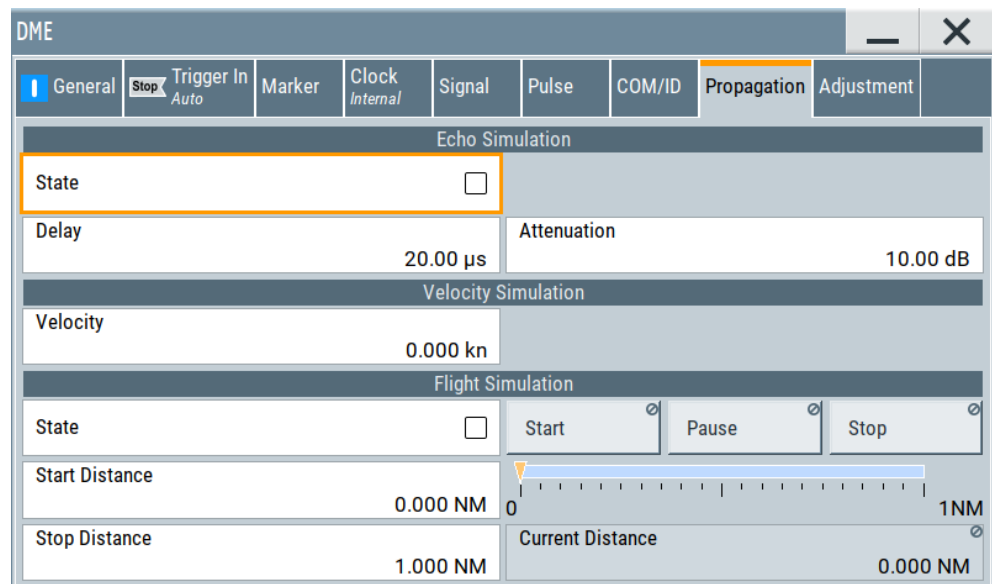 DME
General
Stop Trigger In
Auto
Marker
Clock
Internal
Signal
Pulse
COM/ID
Propagation
Adjustment
Echo Simulation
State
Delay
20.00 µs
Attenuation
10.00 dB
Velocity Simulation
Velocity
0.000 kn
Flight Simulation
State
Start
Pause
Stop
Start Distance
0.000 NM
0
1NM
Stop Distance
1.000 NM
Current Distance
0.000 NM